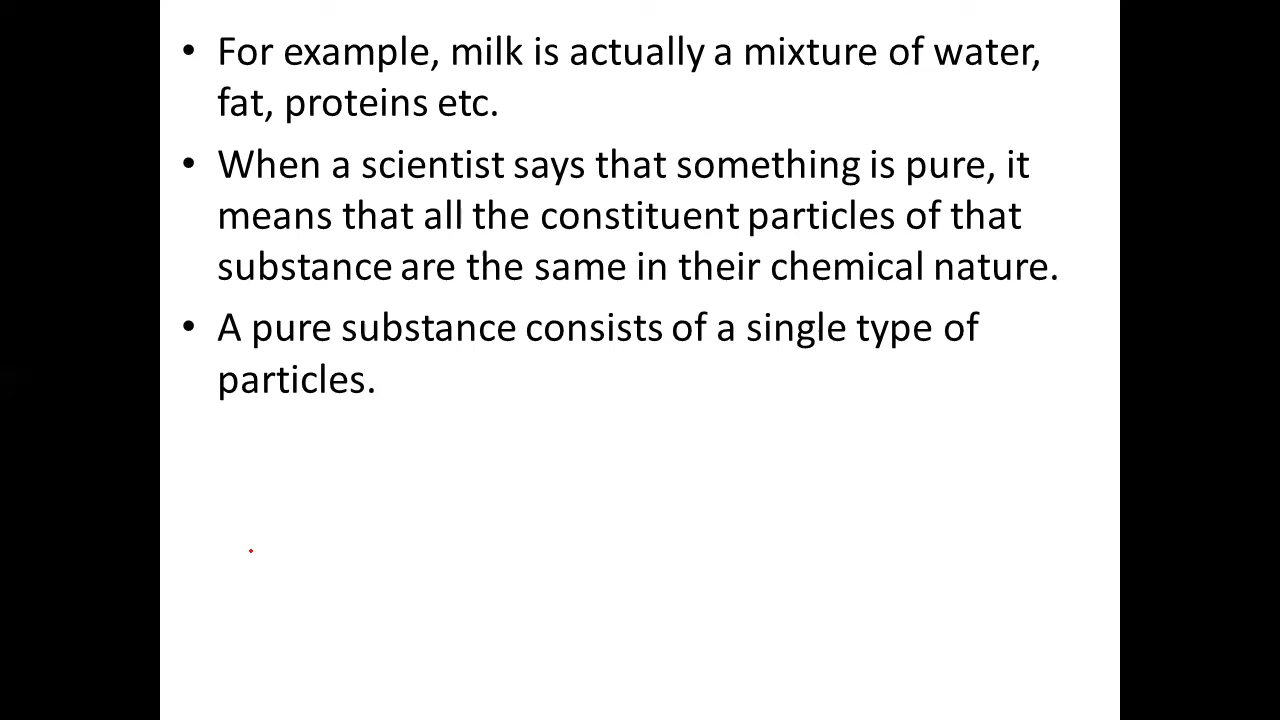 • For example, milk is actually a mixture of water,
fat, proteins etc.
• When a scientist says that something is pure, it
means that all the constituent particles of that
substance are the same in their chemical nature.
• A pure substance consists of a single type of
particles.